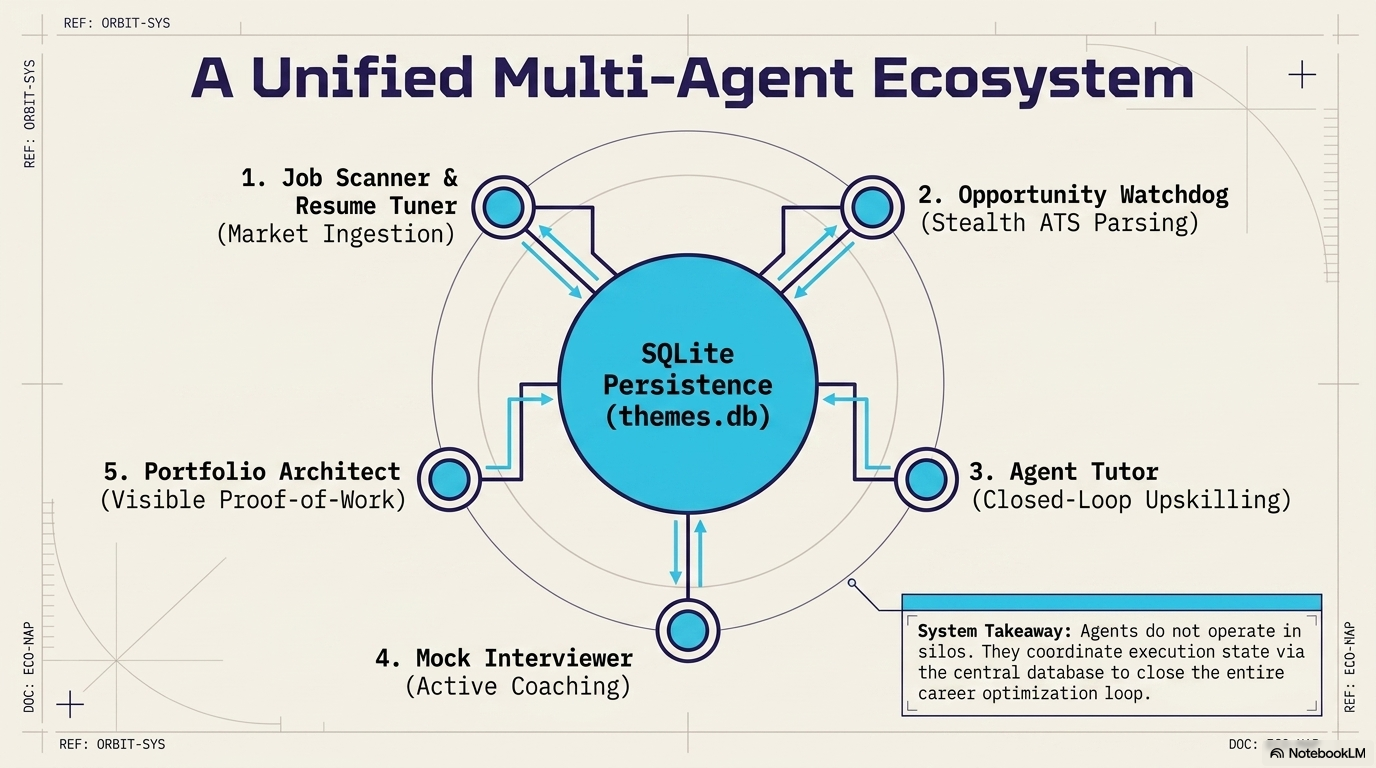 REF: ORBIT-SYS
REF: ORBIT-SYS
A Unified Multi-Agent Ecosystem
1. Job Scanner &
Resume Tuner
(Market Ingestion)
2. Opportunity Watchdog
(Stealth ATS Parsing)
SQLite
Persistence
(themes.db)
5. Portfolio Architect
(Visible Proof-of-Work)
3. Agent Tutor
(Closed-Loop Upskilling)
4. Mock Interviewer
(Active Coaching)
System Takeaway: Agents do not operate in
silos. They coordinate execution state via
the central database to close the entire
career optimization loop.
DOC: ECO-NAP
REF: ECO-NAP
REF: ORBIT-SYS
DOC:
NotebookLM